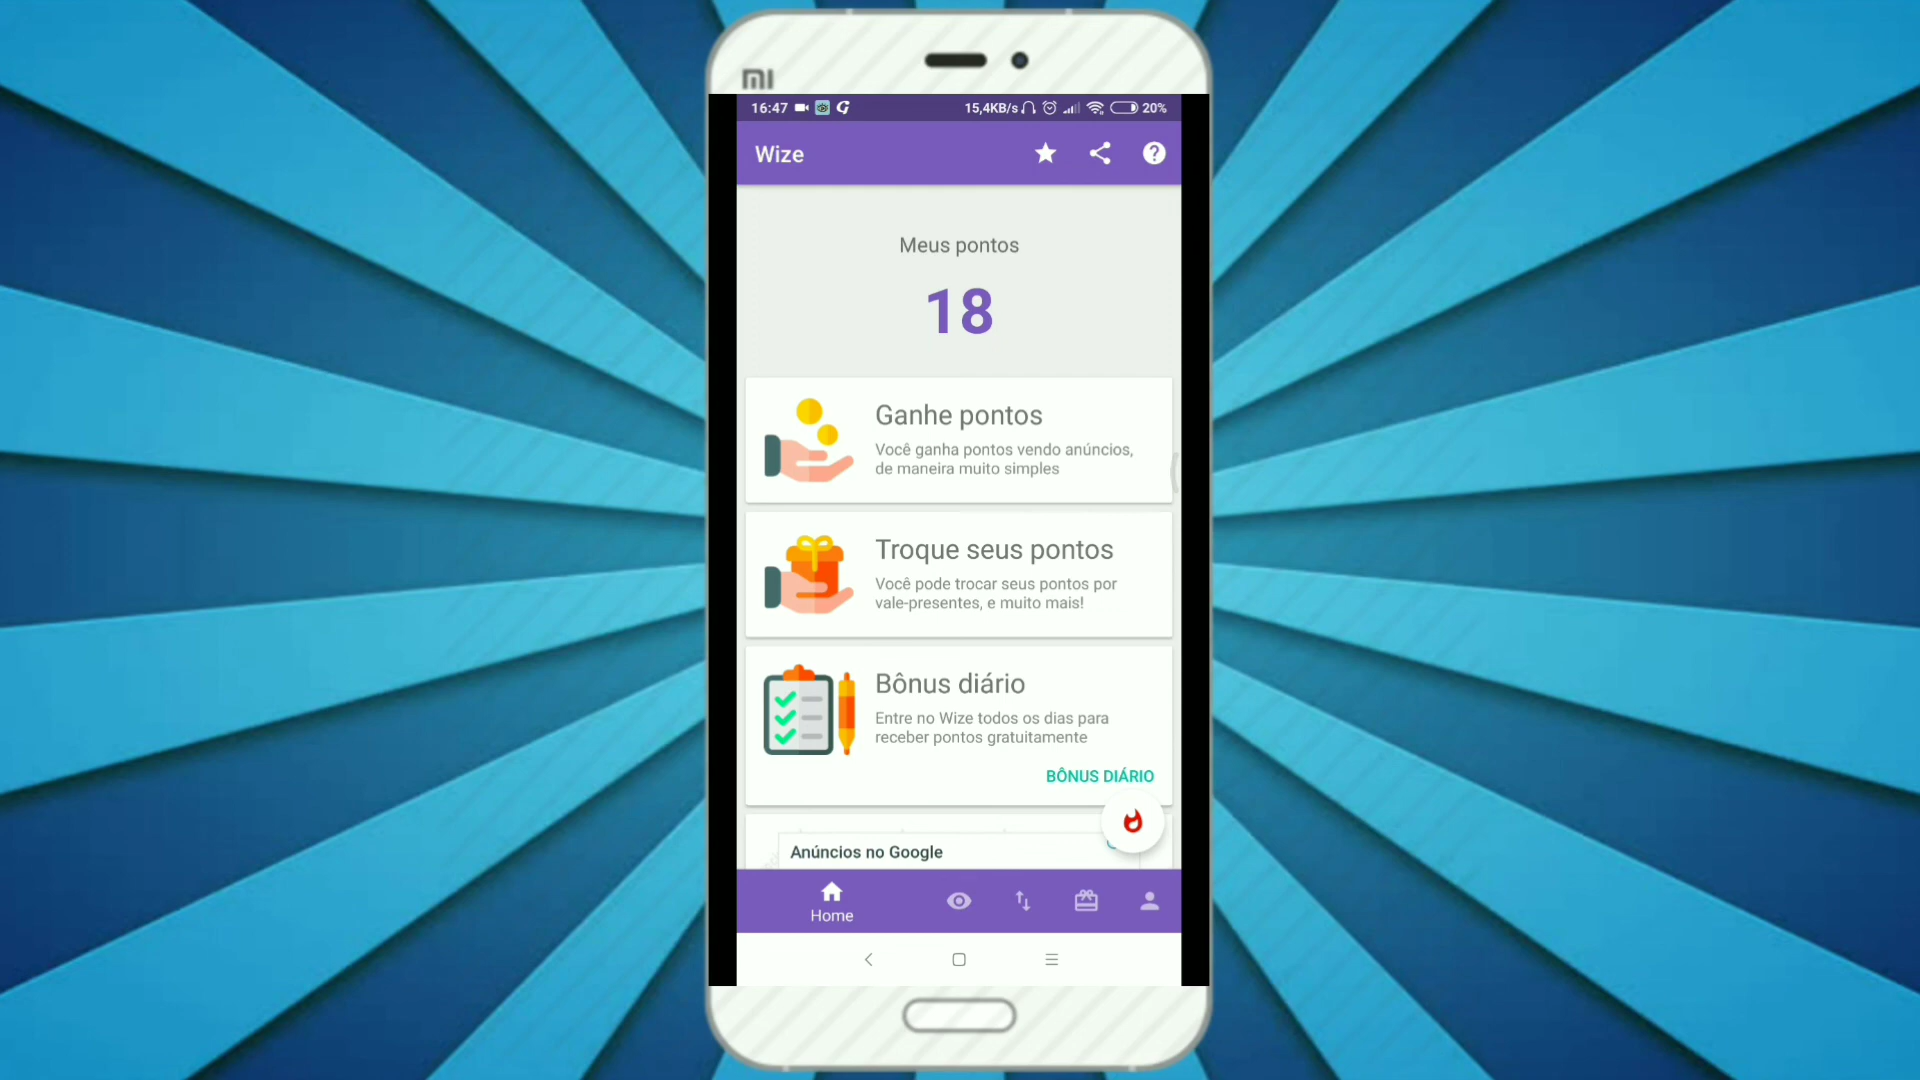 mi
16:47 15,4KB/s 20%
Wize
Meus pontos
18
Ganhe pontos
Você ganha pontos vendo anúncios,
de maneira muito simples
Troque seus pontos
Você pode trocar seus pontos por
vale-presentes, e muito mais!
Bônus diário
Entre no Wize todos os dias para
receber pontos gratuitamente
BÔNUS DIÁRIO
Anúncios no Google
Home